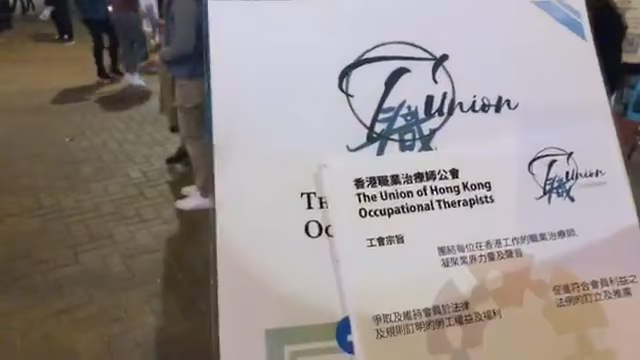 Union
職
TH
OC
香港職業治療師公會
The Union of Hong Kong
Occupational Therapists
Union
職
工會宗旨
團結每位在香港工作的職業治療師,
凝聚業界力量及聲音
爭取及維持會員於法律
及規則訂明的勞工權益及福利
促進符合會員利益之
法例的訂立及推廣